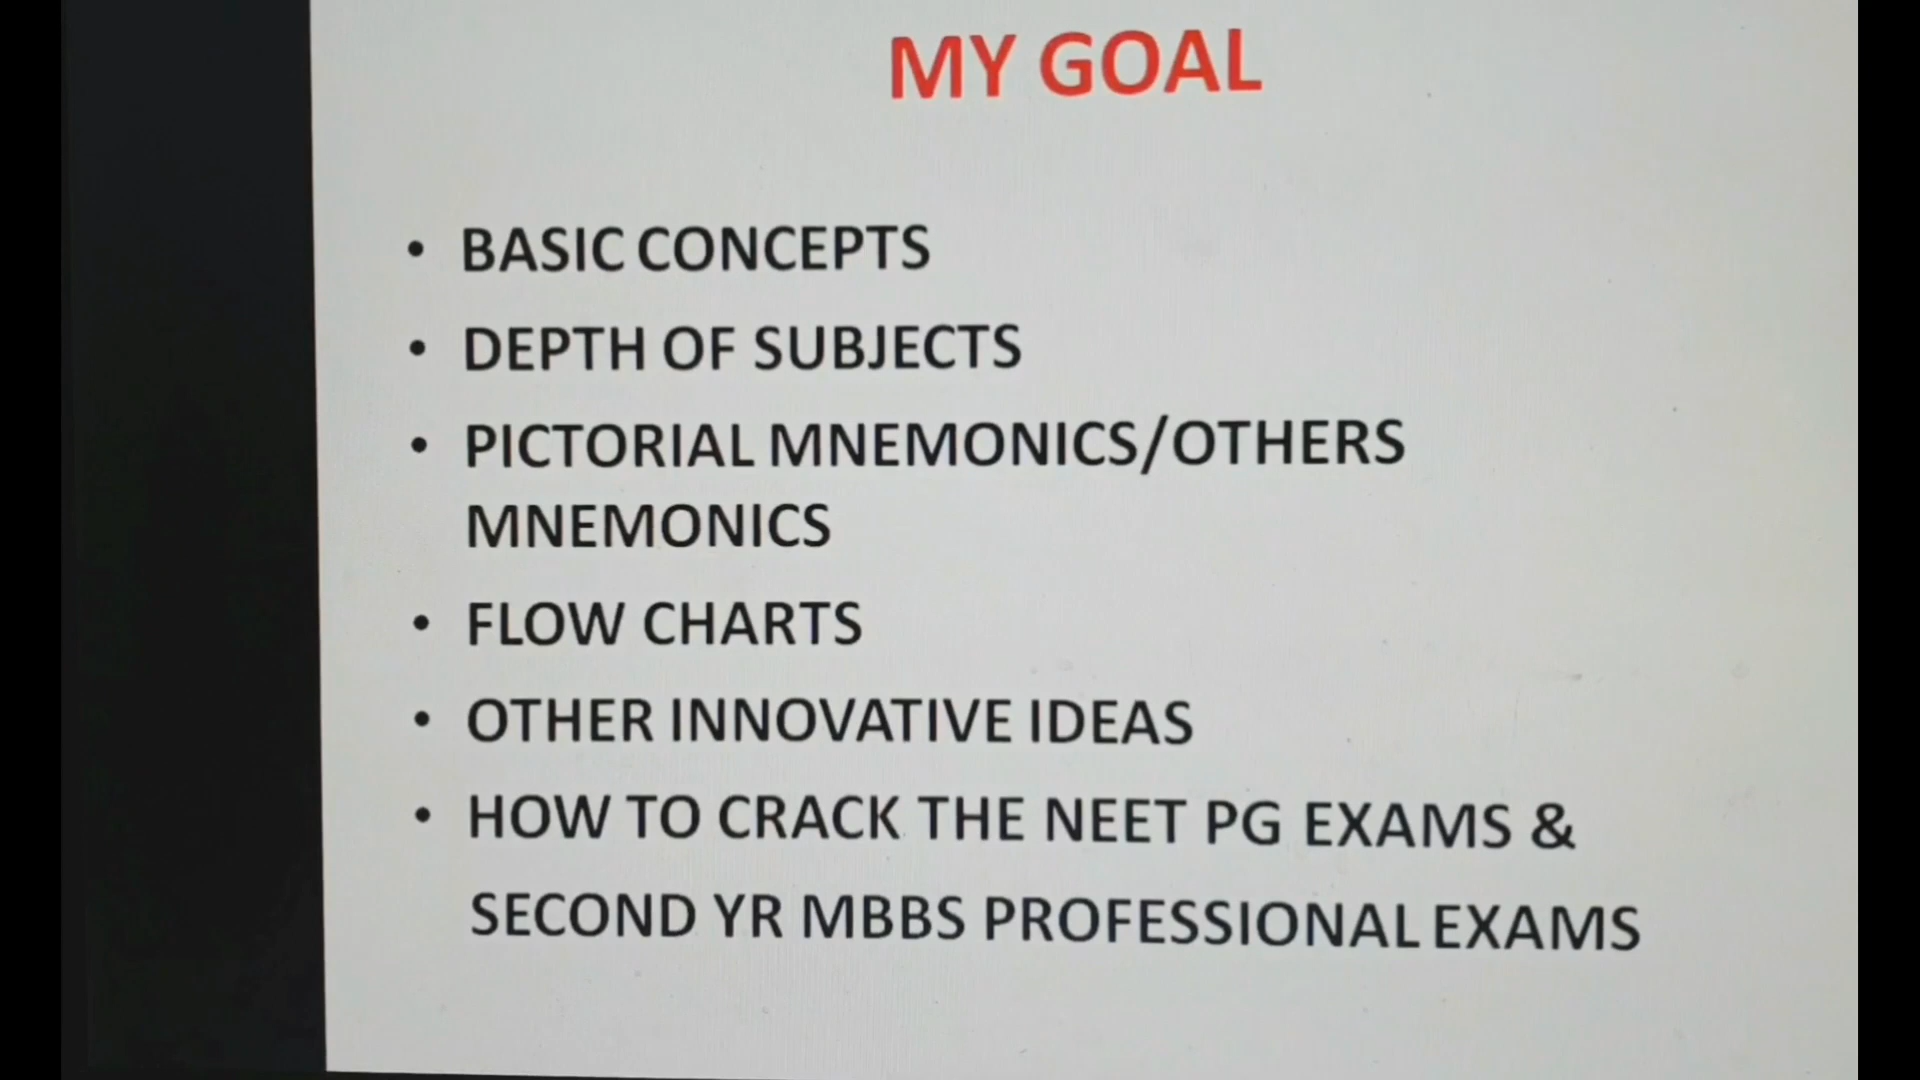 MY GOAL
• BASIC CONCEPTS
• DEPTH OF SUBJECTS
• PICTORIAL MNEMONICS/OTHERS
MNEMONICS
• FLOW CHARTS
• OTHER INNOVATIVE IDEAS
• HOW TO CRACK THE NEET PG EXAMS &
SECOND YR MBBS PROFESSIONAL EXAMS